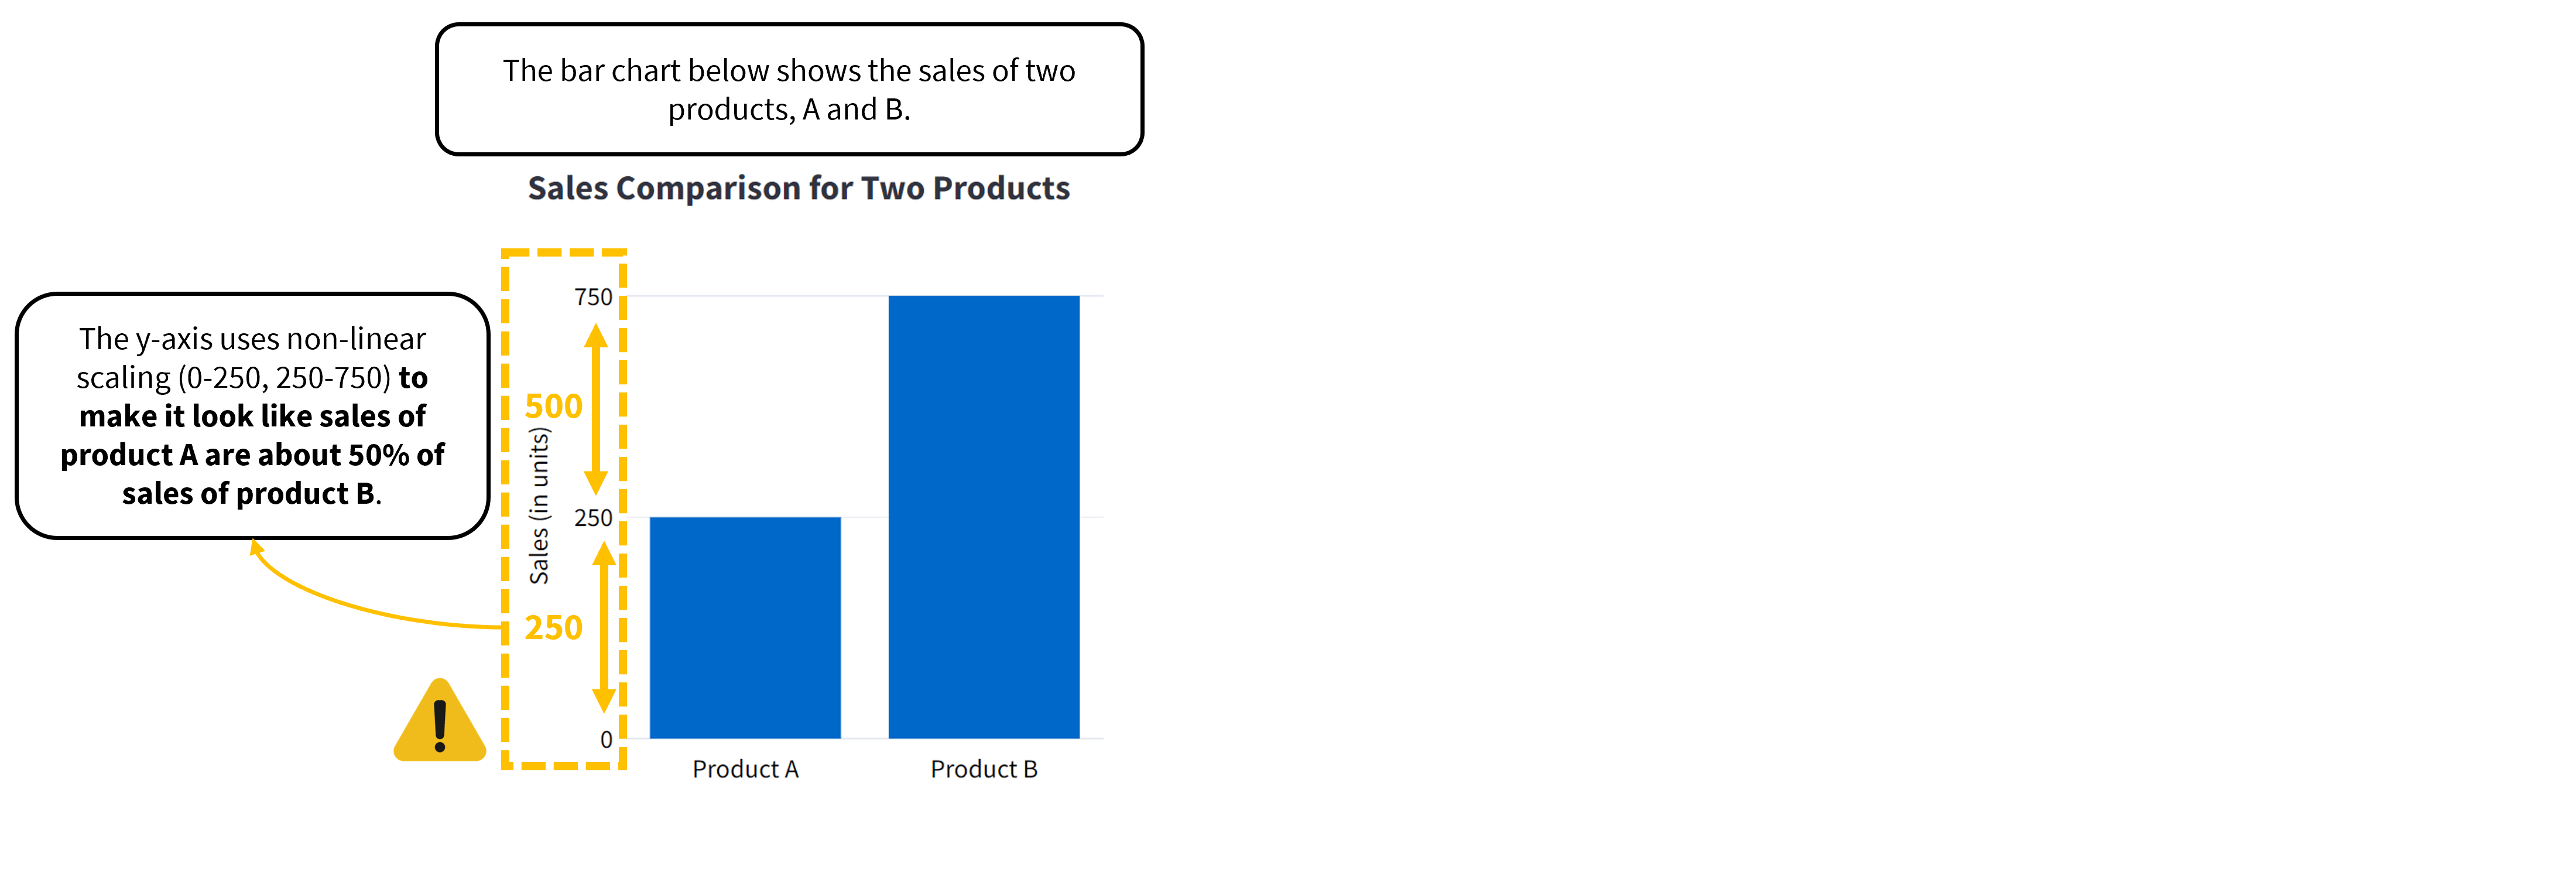 The bar chart below shows the sales of two
products, A and B.
Sales Comparison for Two Products
The y-axis uses non-linear
scaling (0-250, 250-750) to
make it look like sales of
product A are about 50% of
sales of product B.
750
500
250
250
0
Sales (in units)
Product A
Product B